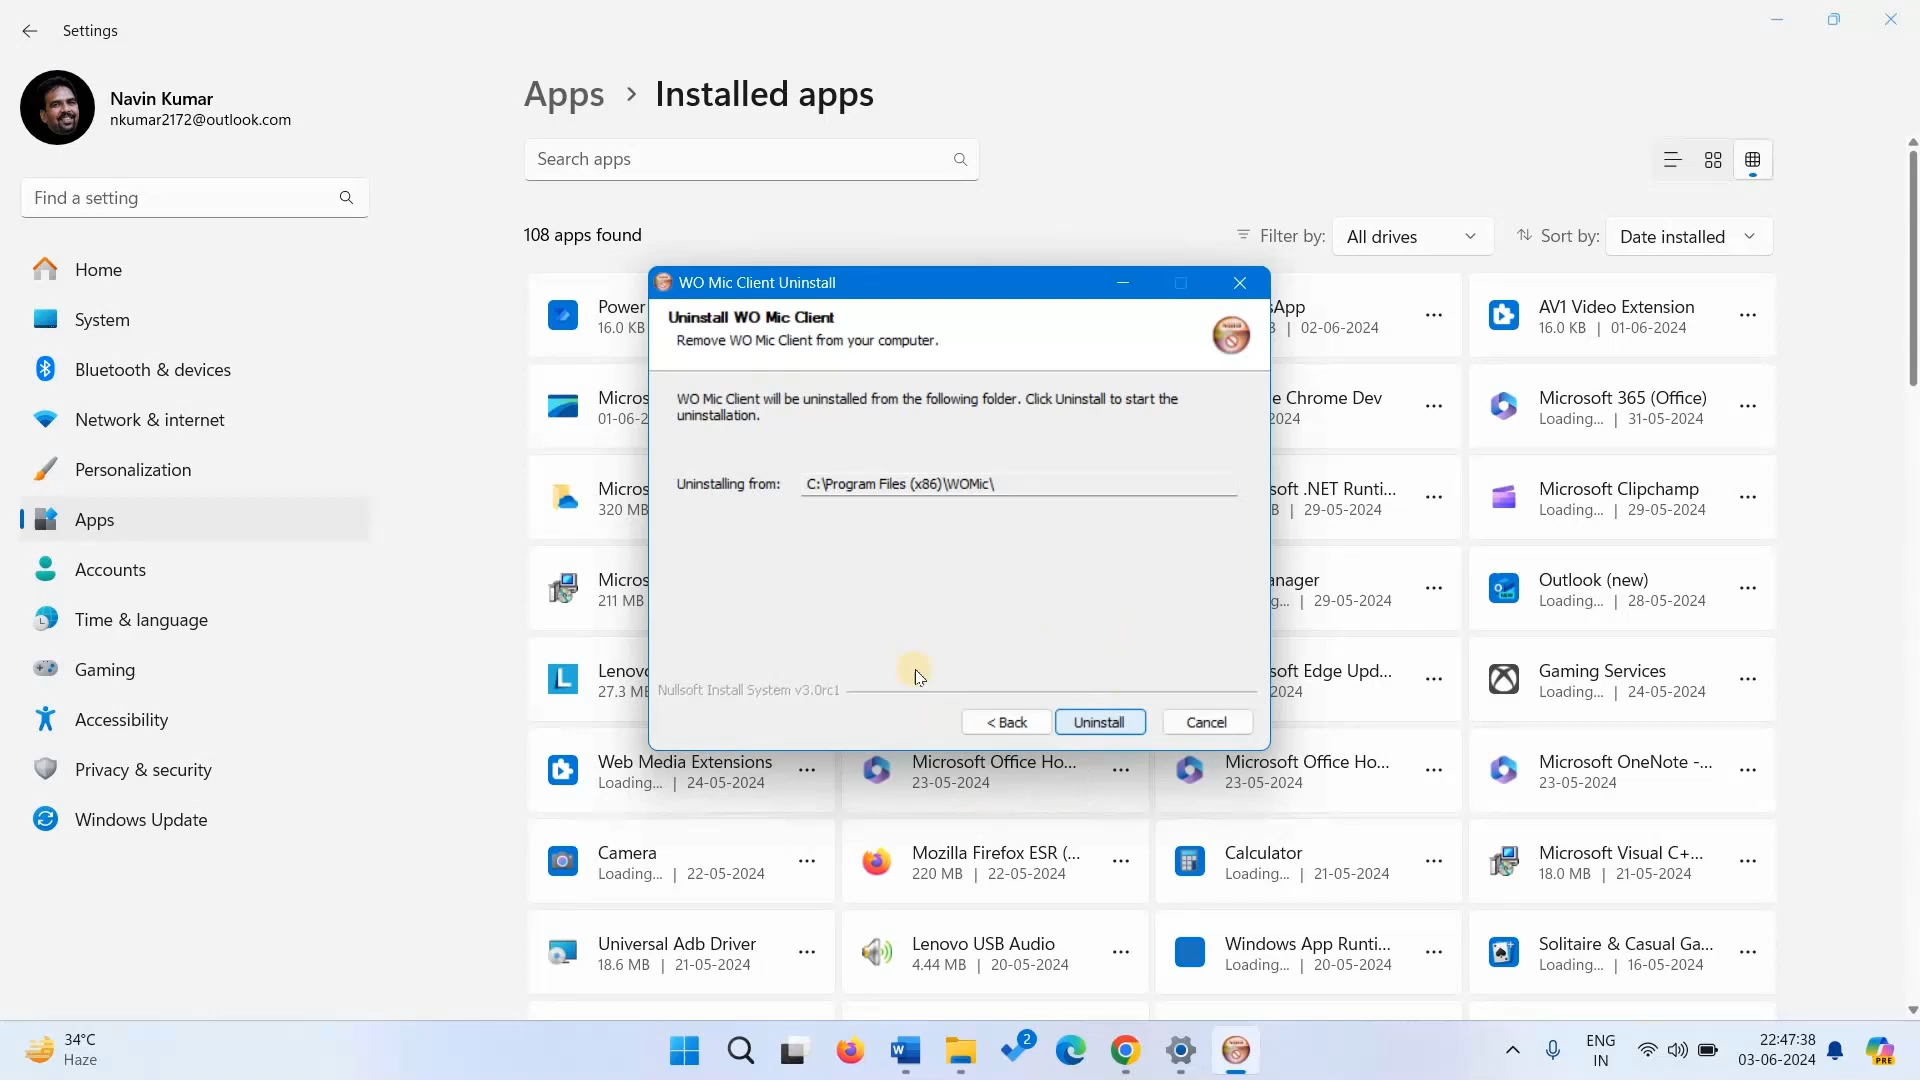 Settings
Navin Kumar
nkumar2172@outlook.com
Find a setting
Home
System
Bluetooth & devices
Network & internet
Personalization
Apps
Accounts
Time & language
Gaming
Accessibility
Privacy & security
Windows Update
Apps > Installed apps
Search apps
108 apps found
Filter by: All drives
Sort by: Date installed
Power
16.0 KB
sApp
B | 02-06-2024
AV1 Video Extension
16.0 KB | 01-06-2024
Micros
01-06-2
e Chrome Dev
2024
Microsoft 365 (Office)
Loading... | 31-05-2024
Micros
320 MB
soft .NET Runti...
B | 29-05-2024
Microsoft Clipchamp
Loading... | 29-05-2024
Micros
211 MB
anager
g... | 29-05-2024
Outlook (new)
Loading... | 28-05-2024
Lenovo
27.3 ME
soft Edge Upd...
2024
Gaming Services
Loading... | 24-05-2024
WO Mic Client Uninstall
Uninstall WO Mic Client
Remove WO Mic Client from your computer.
WO Mic Client will be uninstalled from the following folder. Click Uninstall to start the
uninstallation.
Uninstalling from: C:\Program Files (x86)\WOMic\
Nullsoft Install System v3.0rc1
< Back Uninstall Cancel
Web Media Extensions
Loading... | 24-05-2024
Microsoft Office Ho...
23-05-2024
Microsoft Office Ho...
23-05-2024
Microsoft OneNote -...
23-05-2024
Camera
Loading... | 22-05-2024
Mozilla Firefox ESR (...
220 MB | 22-05-2024
Calculator
Loading... | 21-05-2024
Microsoft Visual C+...
18.0 MB | 21-05-2024
Universal Adb Driver
18.6 MB | 21-05-2024
Lenovo USB Audio
4.44 MB | 20-05-2024
Windows App Runti...
Loading... | 20-05-2024
Solitaire & Casual Ga...
Loading... | 16-05-2024
34°C
Haze
2
ENG
IN
22:47:38
03-06-2024
PRE